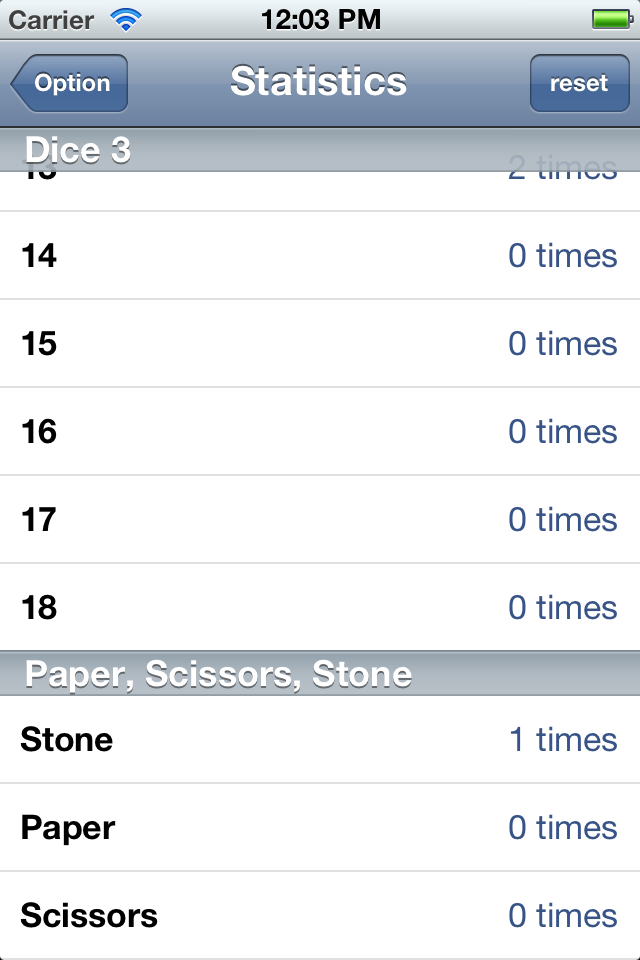 Carrier 12:03 PM
Option Statistics reset
Dice 3
13 2 times
14 0 times
15 0 times
16 0 times
17 0 times
18 0 times
Paper, Scissors, Stone
Stone 1 times
Paper 0 times
Scissors 0 times